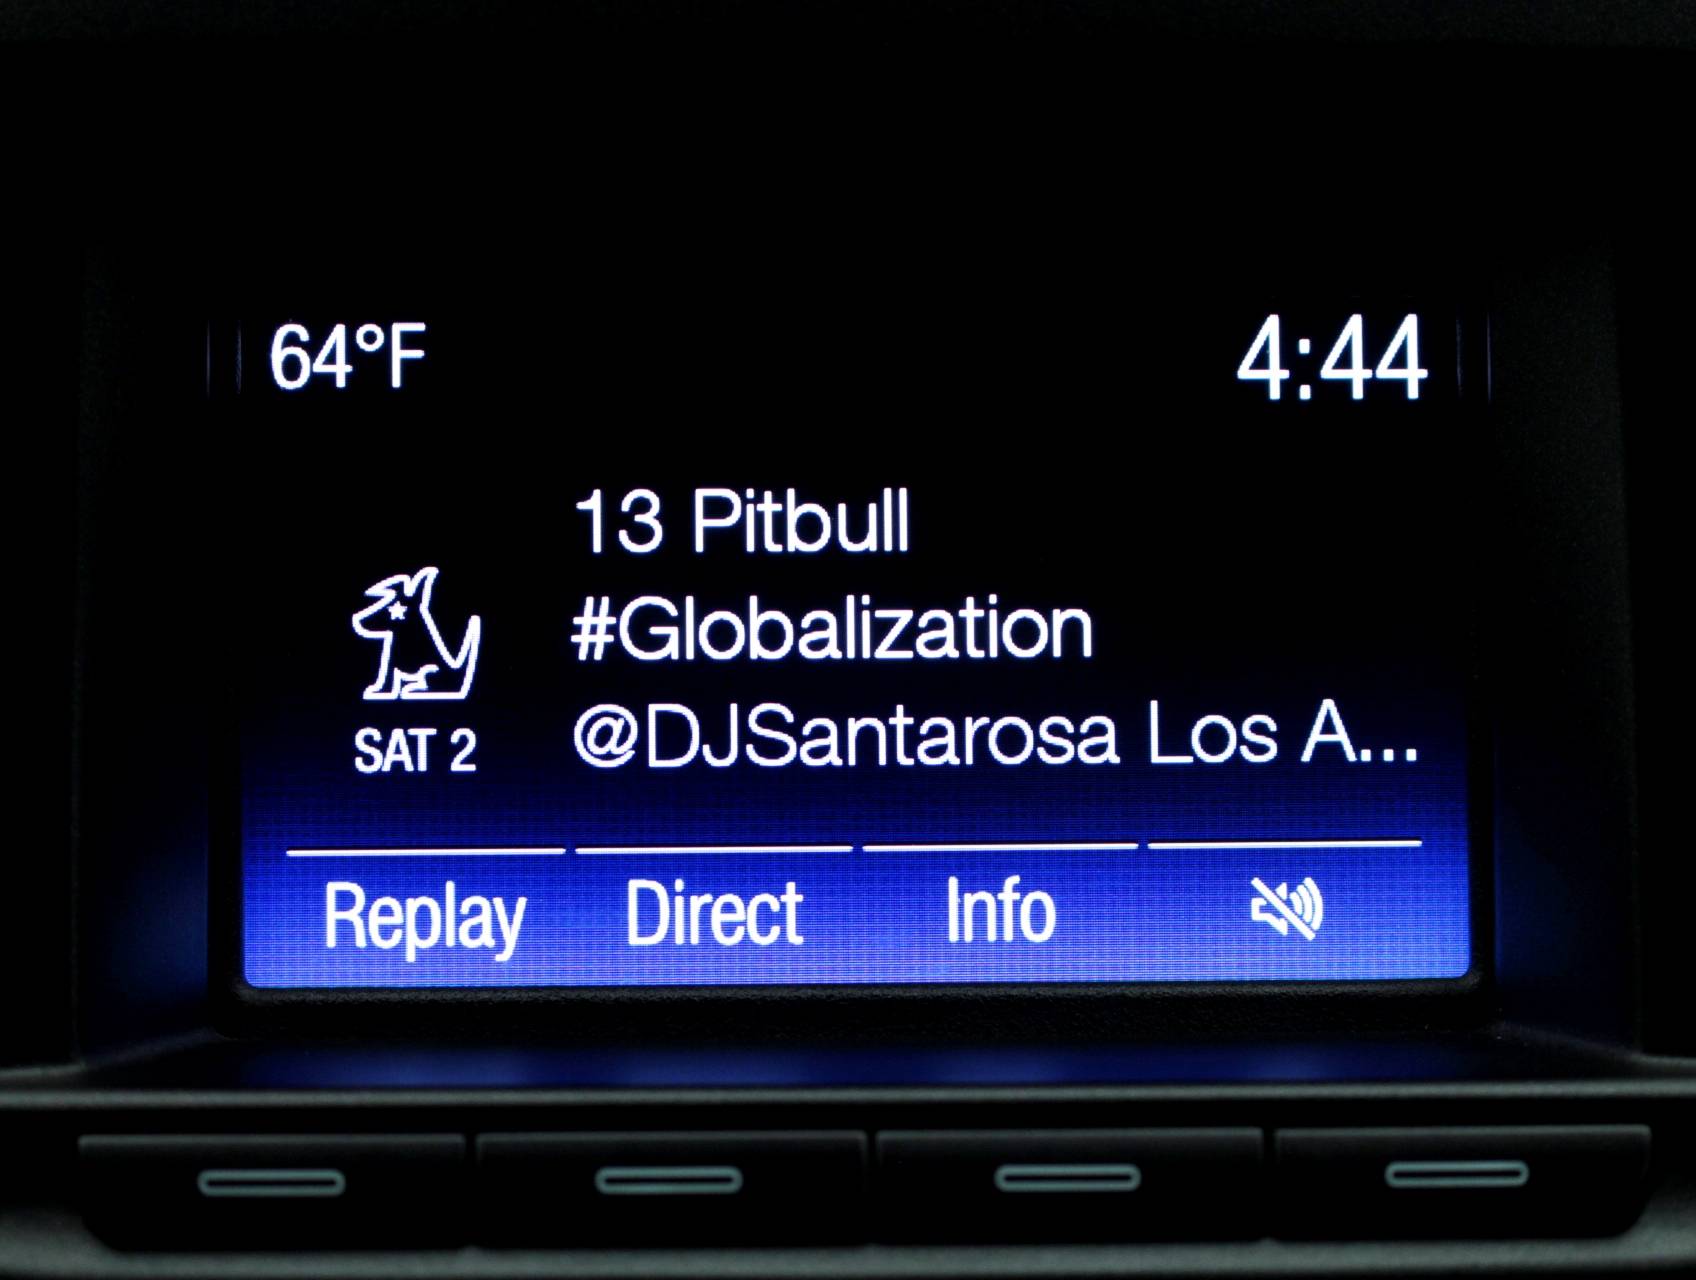 64°F
4:44
13 Pitbull
#Globalization
@DJSantarosa Los A...
SAT 2
Replay
Direct
Info